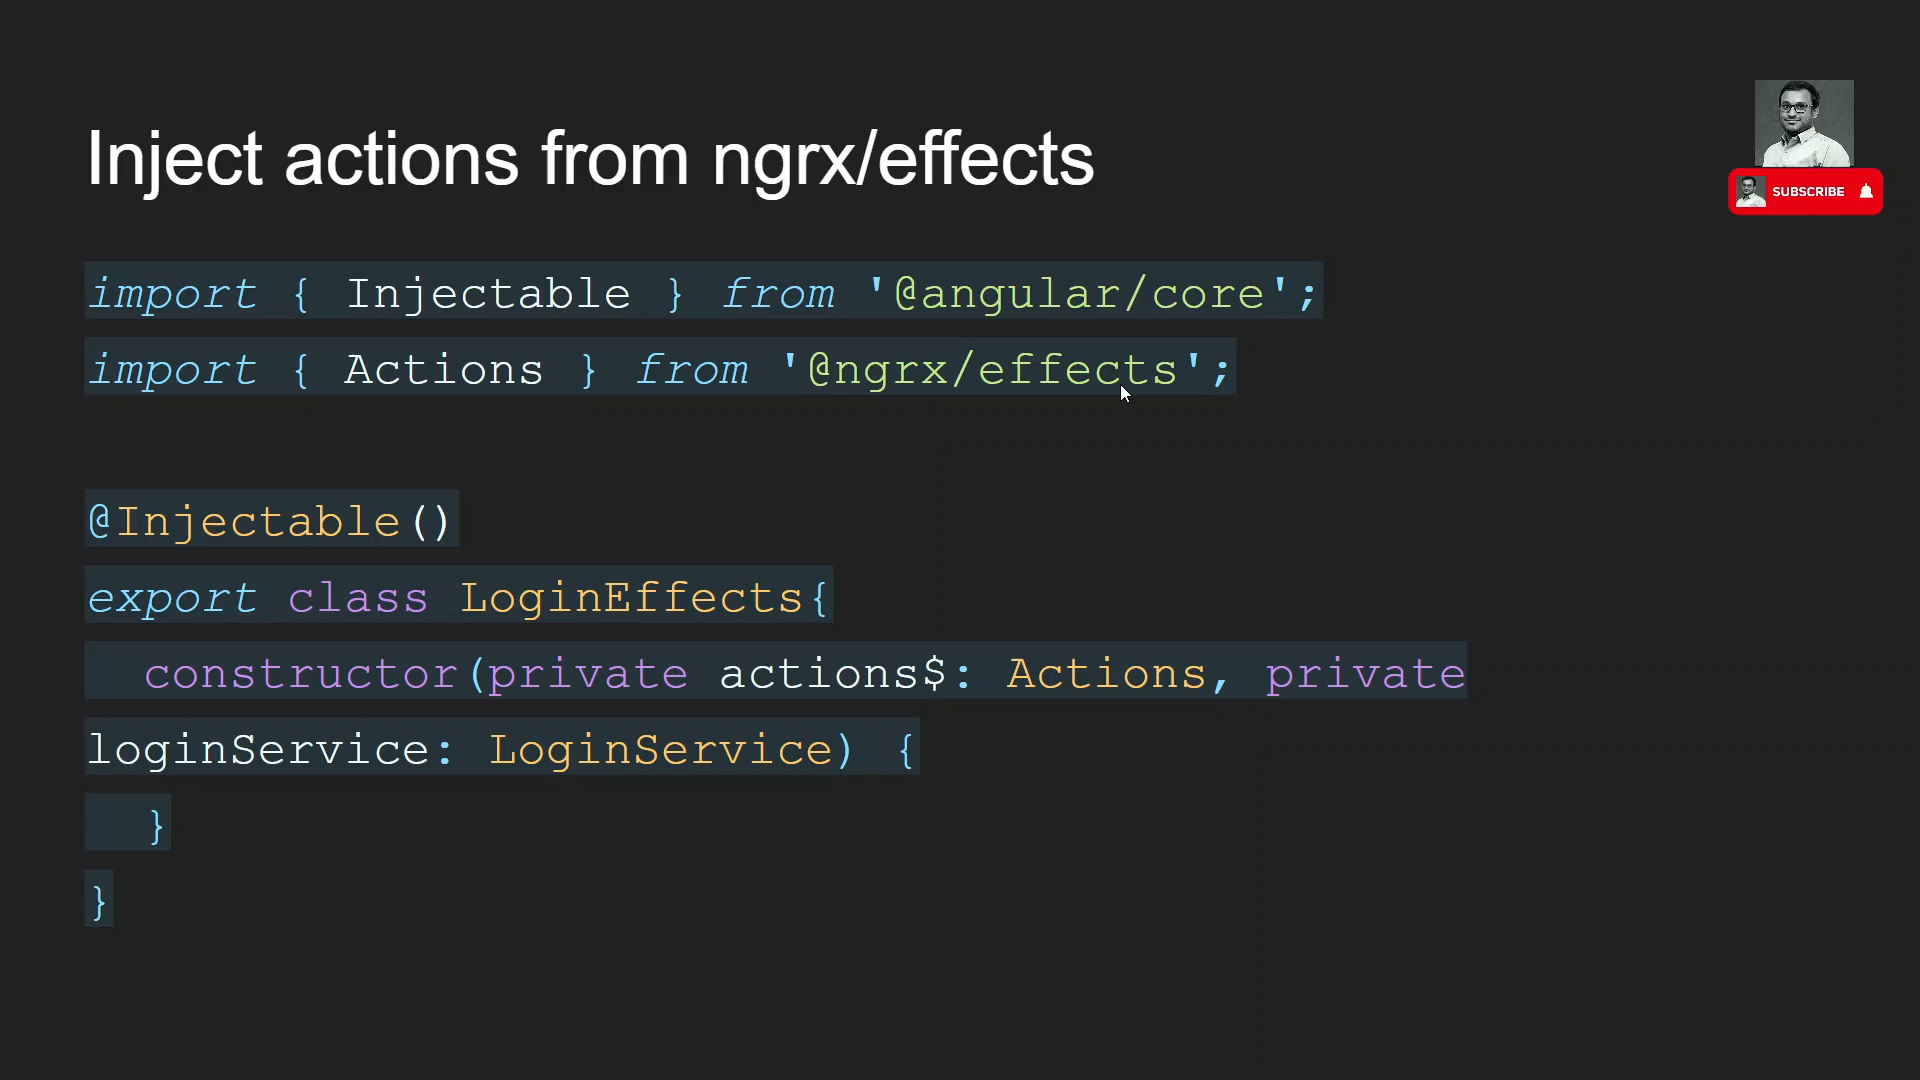 Inject actions from ngrx/effects
SUBSCRIBE
import { Injectable } from '@angular/core';
import { Actions } from '@ngrx/effects';
@Injectable()
export class LoginEffects{
  constructor(private actions$: Actions, private
loginService: LoginService) {
  }
}